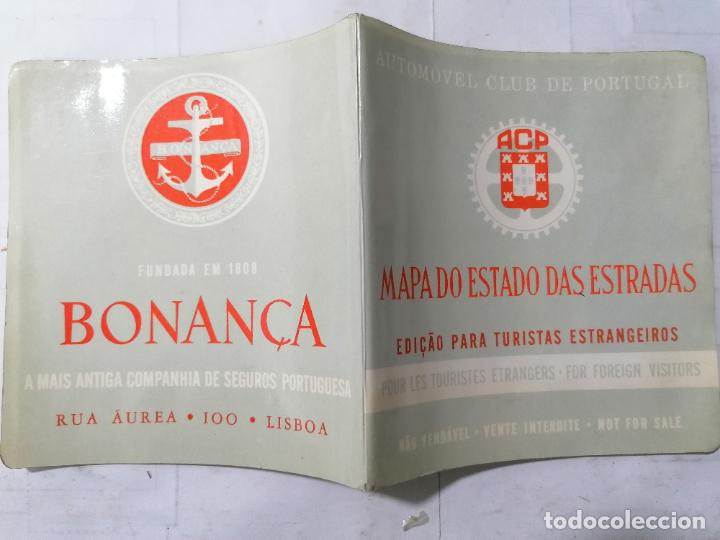 BONANÇA
FUNDADA EM 1808
BONANÇA
A MAIS ANTIGA COMPANHIA DE SEGUROS PORTUGUESA
RUA ÁUREA • 100 • LISBOA
AUTOMÓVEL CLUB DE PORTUGAL
ACP
MAPA DO ESTADO DAS ESTRADAS
EDIÇÃO PARA TURISTAS ESTRANGEIROS
POUR LES TOURISTES ETRANGERS • FOR FOREIGN VISITORS
NÃO VENDÁVEL • VENTE INTERDITE • NOT FOR SALE
todocoleccion.net